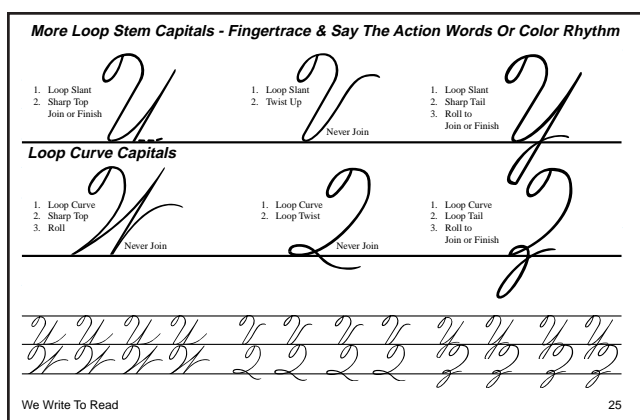 More Loop Stem Capitals - Fingertrace & Say The Action Words Or Color Rhythm
1. Loop Slant
2. Sharp Top
Join or Finish
U
1. Loop Slant
2. Twist Up
V
Never Join
1. Loop Slant
2. Sharp Tail
3. Roll to
Join or Finish
Y
Loop Curve Capitals
1. Loop Curve
2. Sharp Top
3. Roll
W
Never Join
1. Loop Curve
2. Loop Twist
Q
Never Join
1. Loop Curve
2. Loop Tail
3. Roll to
Join or Finish
Z
U U U U V V V V Y Y Y Y
W W W W Q Q Q Q Z Z Z Z
We Write To Read 25